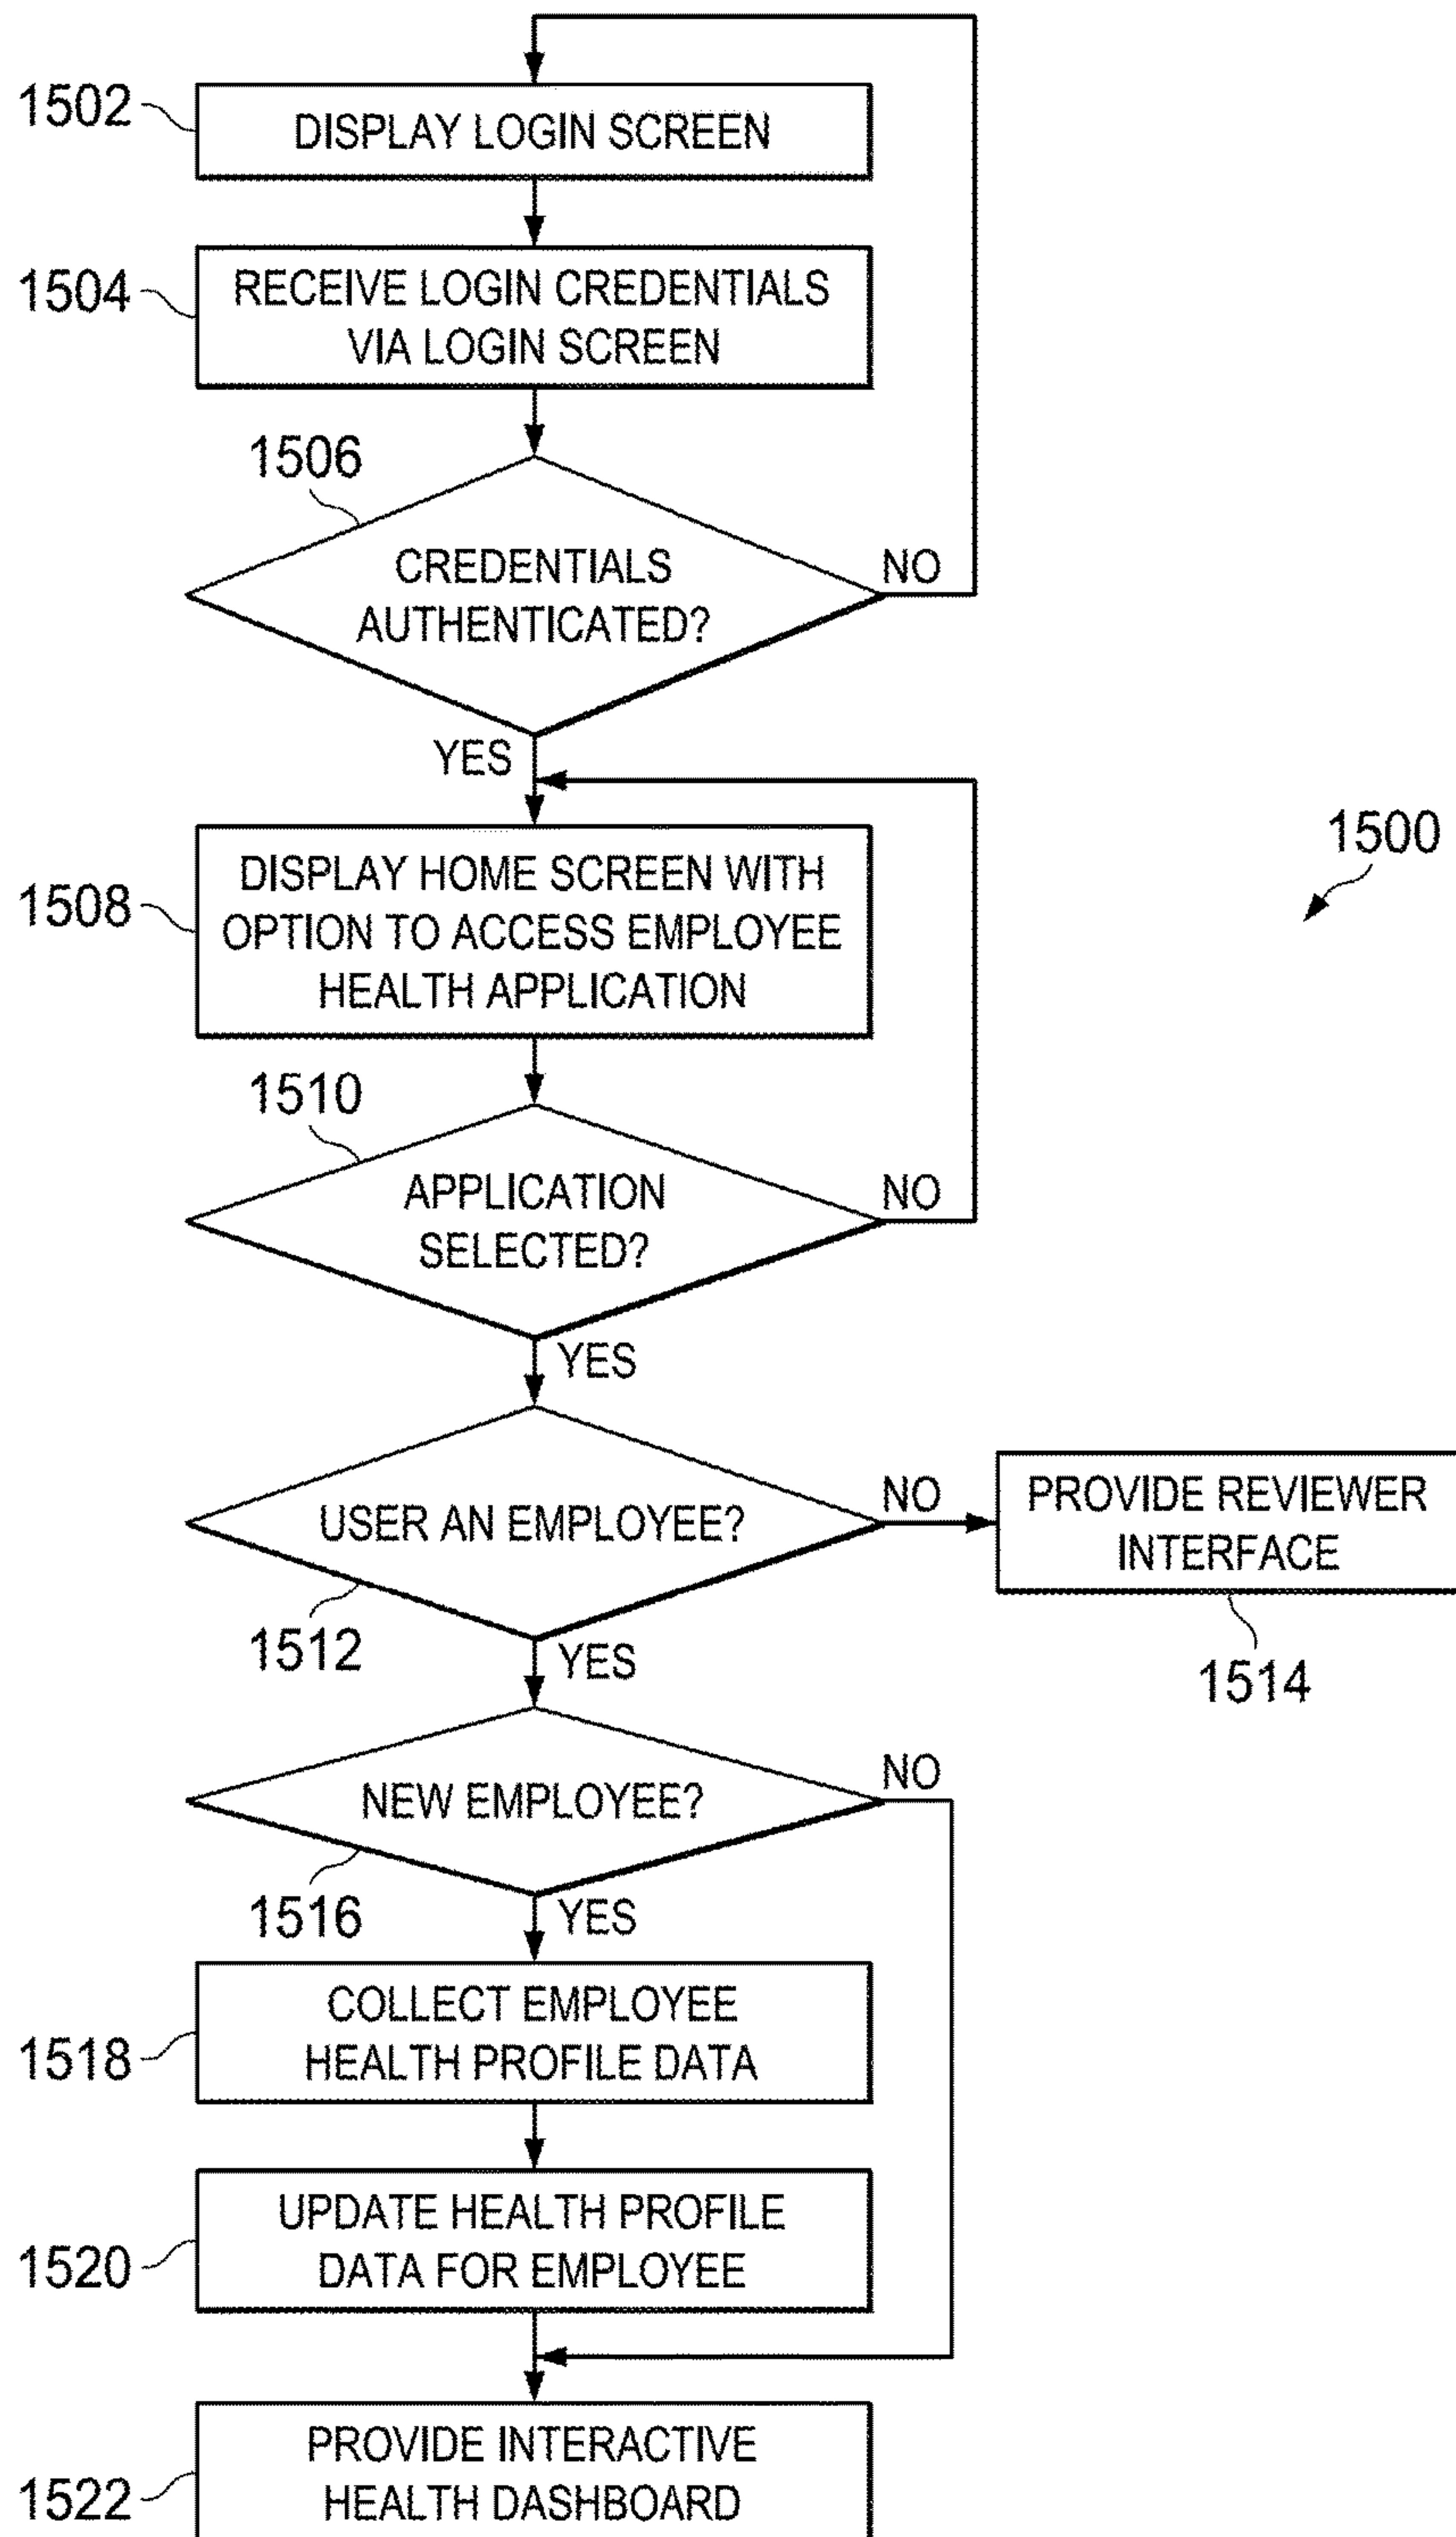 1502
DISPLAY LOGIN SCREEN
1504
RECEIVE LOGIN CREDENTIALS
VIA LOGIN SCREEN
1506
CREDENTIALS
AUTHENTICATED?
NO
YES
1500
1508
DISPLAY HOME SCREEN WITH
OPTION TO ACCESS EMPLOYEE
HEALTH APPLICATION
1510
APPLICATION
SELECTED?
NO
YES
USER AN EMPLOYEE?
NO
PROVIDE REVIEWER
INTERFACE
1512
YES
1514
NEW EMPLOYEE?
NO
1516
YES
1518
COLLECT EMPLOYEE
HEALTH PROFILE DATA
1520
UPDATE HEALTH PROFILE
DATA FOR EMPLOYEE
1522
PROVIDE INTERACTIVE
HEALTH DASHBOARD